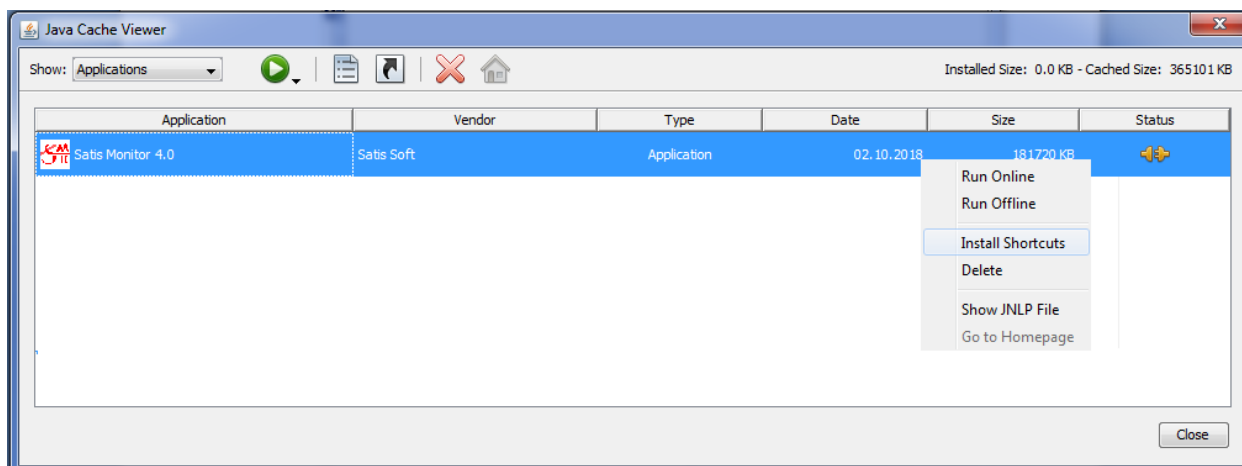 Java Cache Viewer
Show: Applications
Installed Size: 0.0 KB - Cached Size: 365101 KB
Application Vendor Type Date Size Status
Satis Monitor 4.0 Satis Soft Application 02.10.2018 181720 KB
Run Online
Run Offline
Install Shortcuts
Delete
Show JNLP File
Go to Homepage
Close